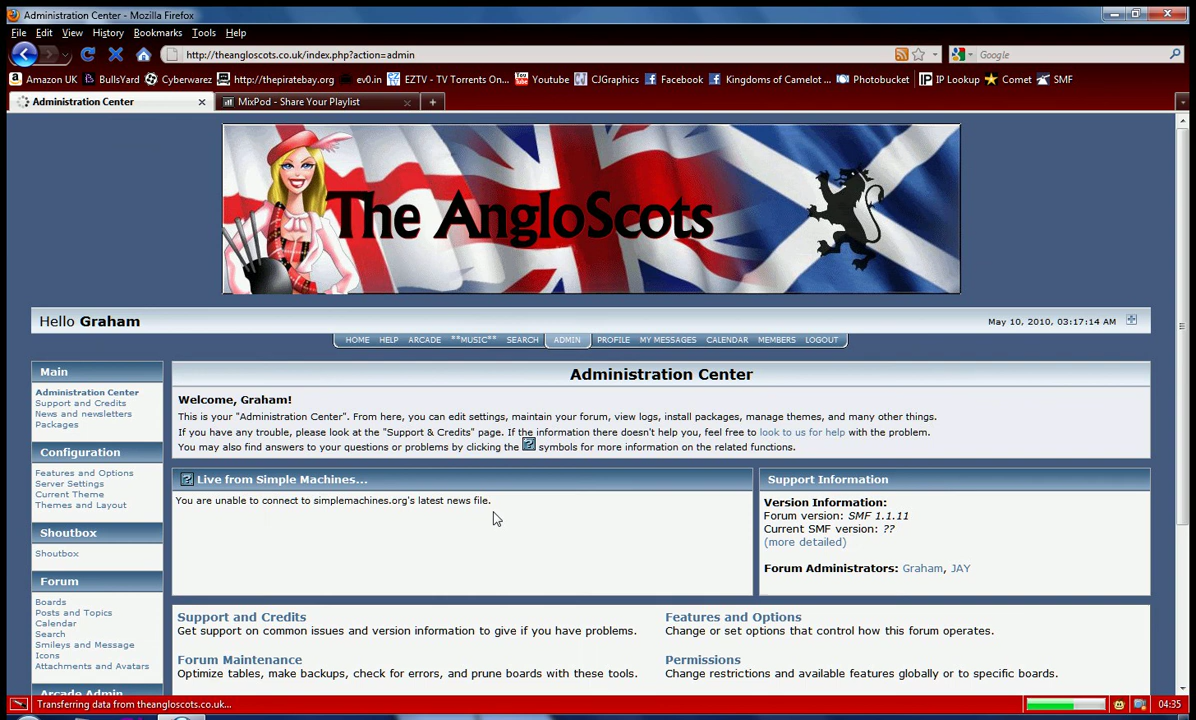 Administration Center - Mozilla Firefox
File Edit View History Bookmarks Tools Help
http://theangloscots.co.uk/index.php?action=admin
Google
Amazon UK BullsYard Cyberwarez http://thepiratebay.org ev0.in EZTV - TV Torrents On... Youtube CJGraphics Facebook Kingdoms of Camelot ... Photobucket IP Lookup Comet SMF
Administration Center MixPod - Share Your Playlist
The AngloScots
Hello Graham
May 10, 2010, 03:17:14 AM
HOME HELP ARCADE **MUSIC** SEARCH ADMIN PROFILE MY MESSAGES CALENDAR MEMBERS LOGOUT
Main
Administration Center
Support and Credits
News and newsletters
Packages
Configuration
Features and Options
Server Settings
Current Theme
Themes and Layout
Shoutbox
Shoutbox
Forum
Boards
Posts and Topics
Calendar
Search
Smileys and Message
Icons
Attachments and Avatars
Arcade Admin
Administration Center
Welcome, Graham!
This is your "Administration Center". From here, you can edit settings, maintain your forum, view logs, install packages, manage themes, and many other things.
If you have any trouble, please look at the "Support & Credits" page. If the information there doesn't help you, feel free to look to us for help with the problem.
You may also find answers to your questions or problems by clicking the ? symbols for more information on the related functions.
? Live from Simple Machines...
You are unable to connect to simplemachines.org's latest news file.
Support Information
Version Information:
Forum version: SMF 1.1.11
Current SMF version: ??
(more detailed)
Forum Administrators: Graham, JAY
Support and Credits
Get support on common issues and version information to give if you have problems.
Features and Options
Change or set options that control how this forum operates.
Forum Maintenance
Optimize tables, make backups, check for errors, and prune boards with these tools.
Permissions
Change restrictions and available features globally or to specific boards.
Transferring data from theangloscots.co.uk...
04:35